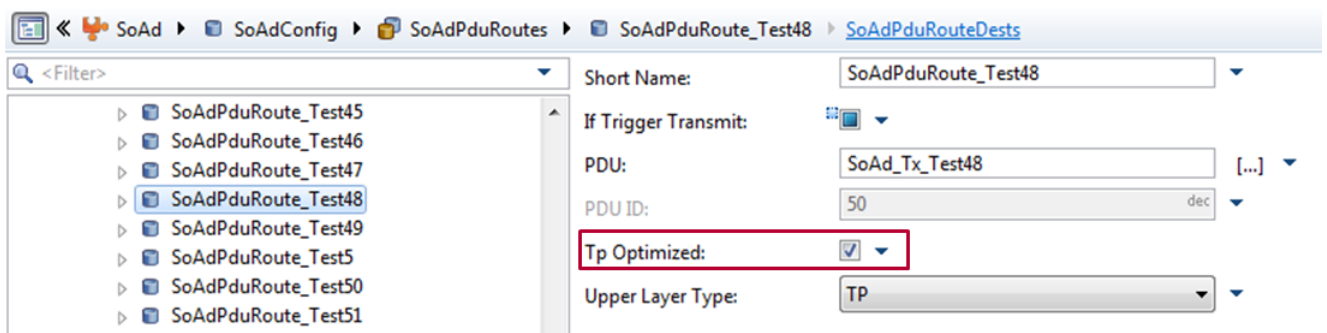 SoAd SoAdConfig SoAdPduRoutes SoAdPduRoute_Test48 SoAdPduRouteDests
<Filter>
SoAdPduRoute_Test45
SoAdPduRoute_Test46
SoAdPduRoute_Test47
SoAdPduRoute_Test48
SoAdPduRoute_Test49
SoAdPduRoute_Test5
SoAdPduRoute_Test50
SoAdPduRoute_Test51
Short Name: SoAdPduRoute_Test48
If Trigger Transmit:
PDU: SoAd_Tx_Test48 [...]
PDU ID: 50 dec
Tp Optimized:
Upper Layer Type: TP